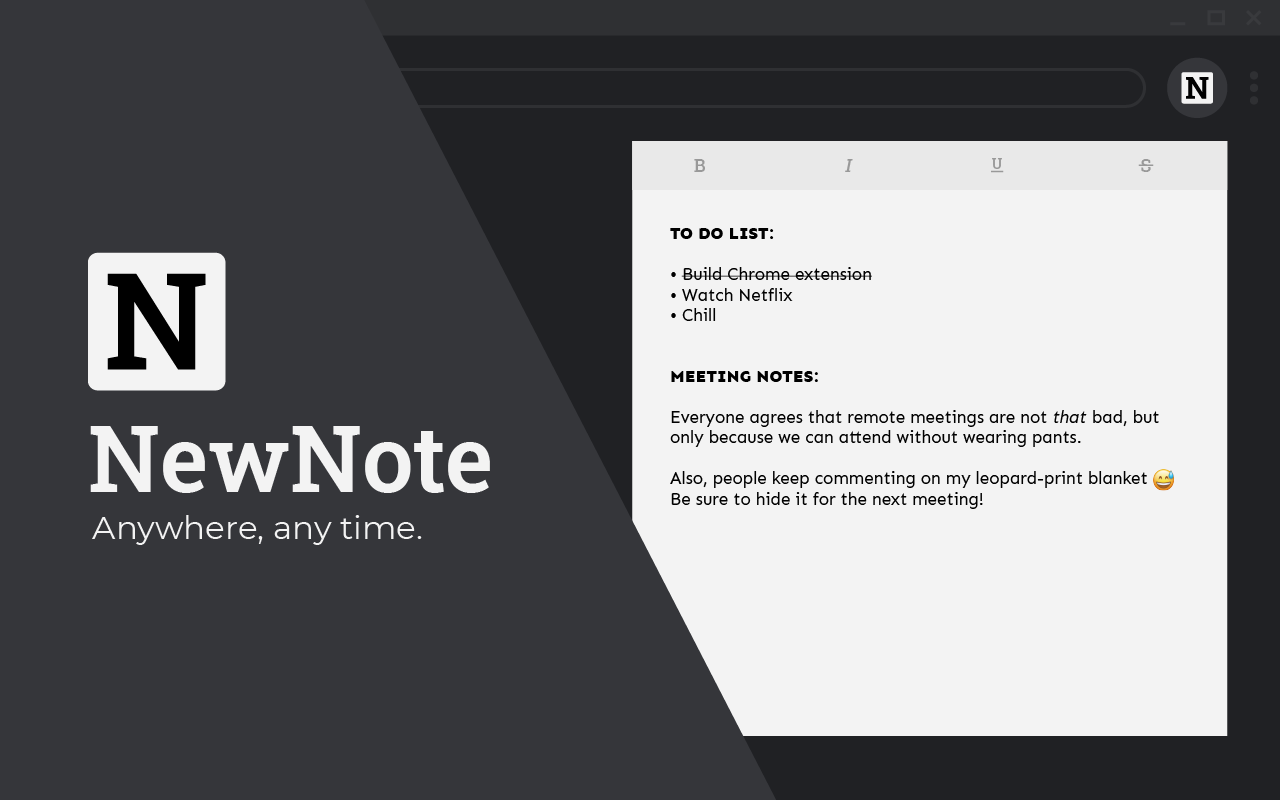 N
NewNote
Anywhere, any time.
N
B I U S
TO DO LIST:
• Build Chrome extension
• Watch Netflix
• Chill
MEETING NOTES:
Everyone agrees that remote meetings are not that bad, but
only because we can attend without wearing pants.
Also, people keep commenting on my leopard-print blanket 😅
Be sure to hide it for the next meeting!